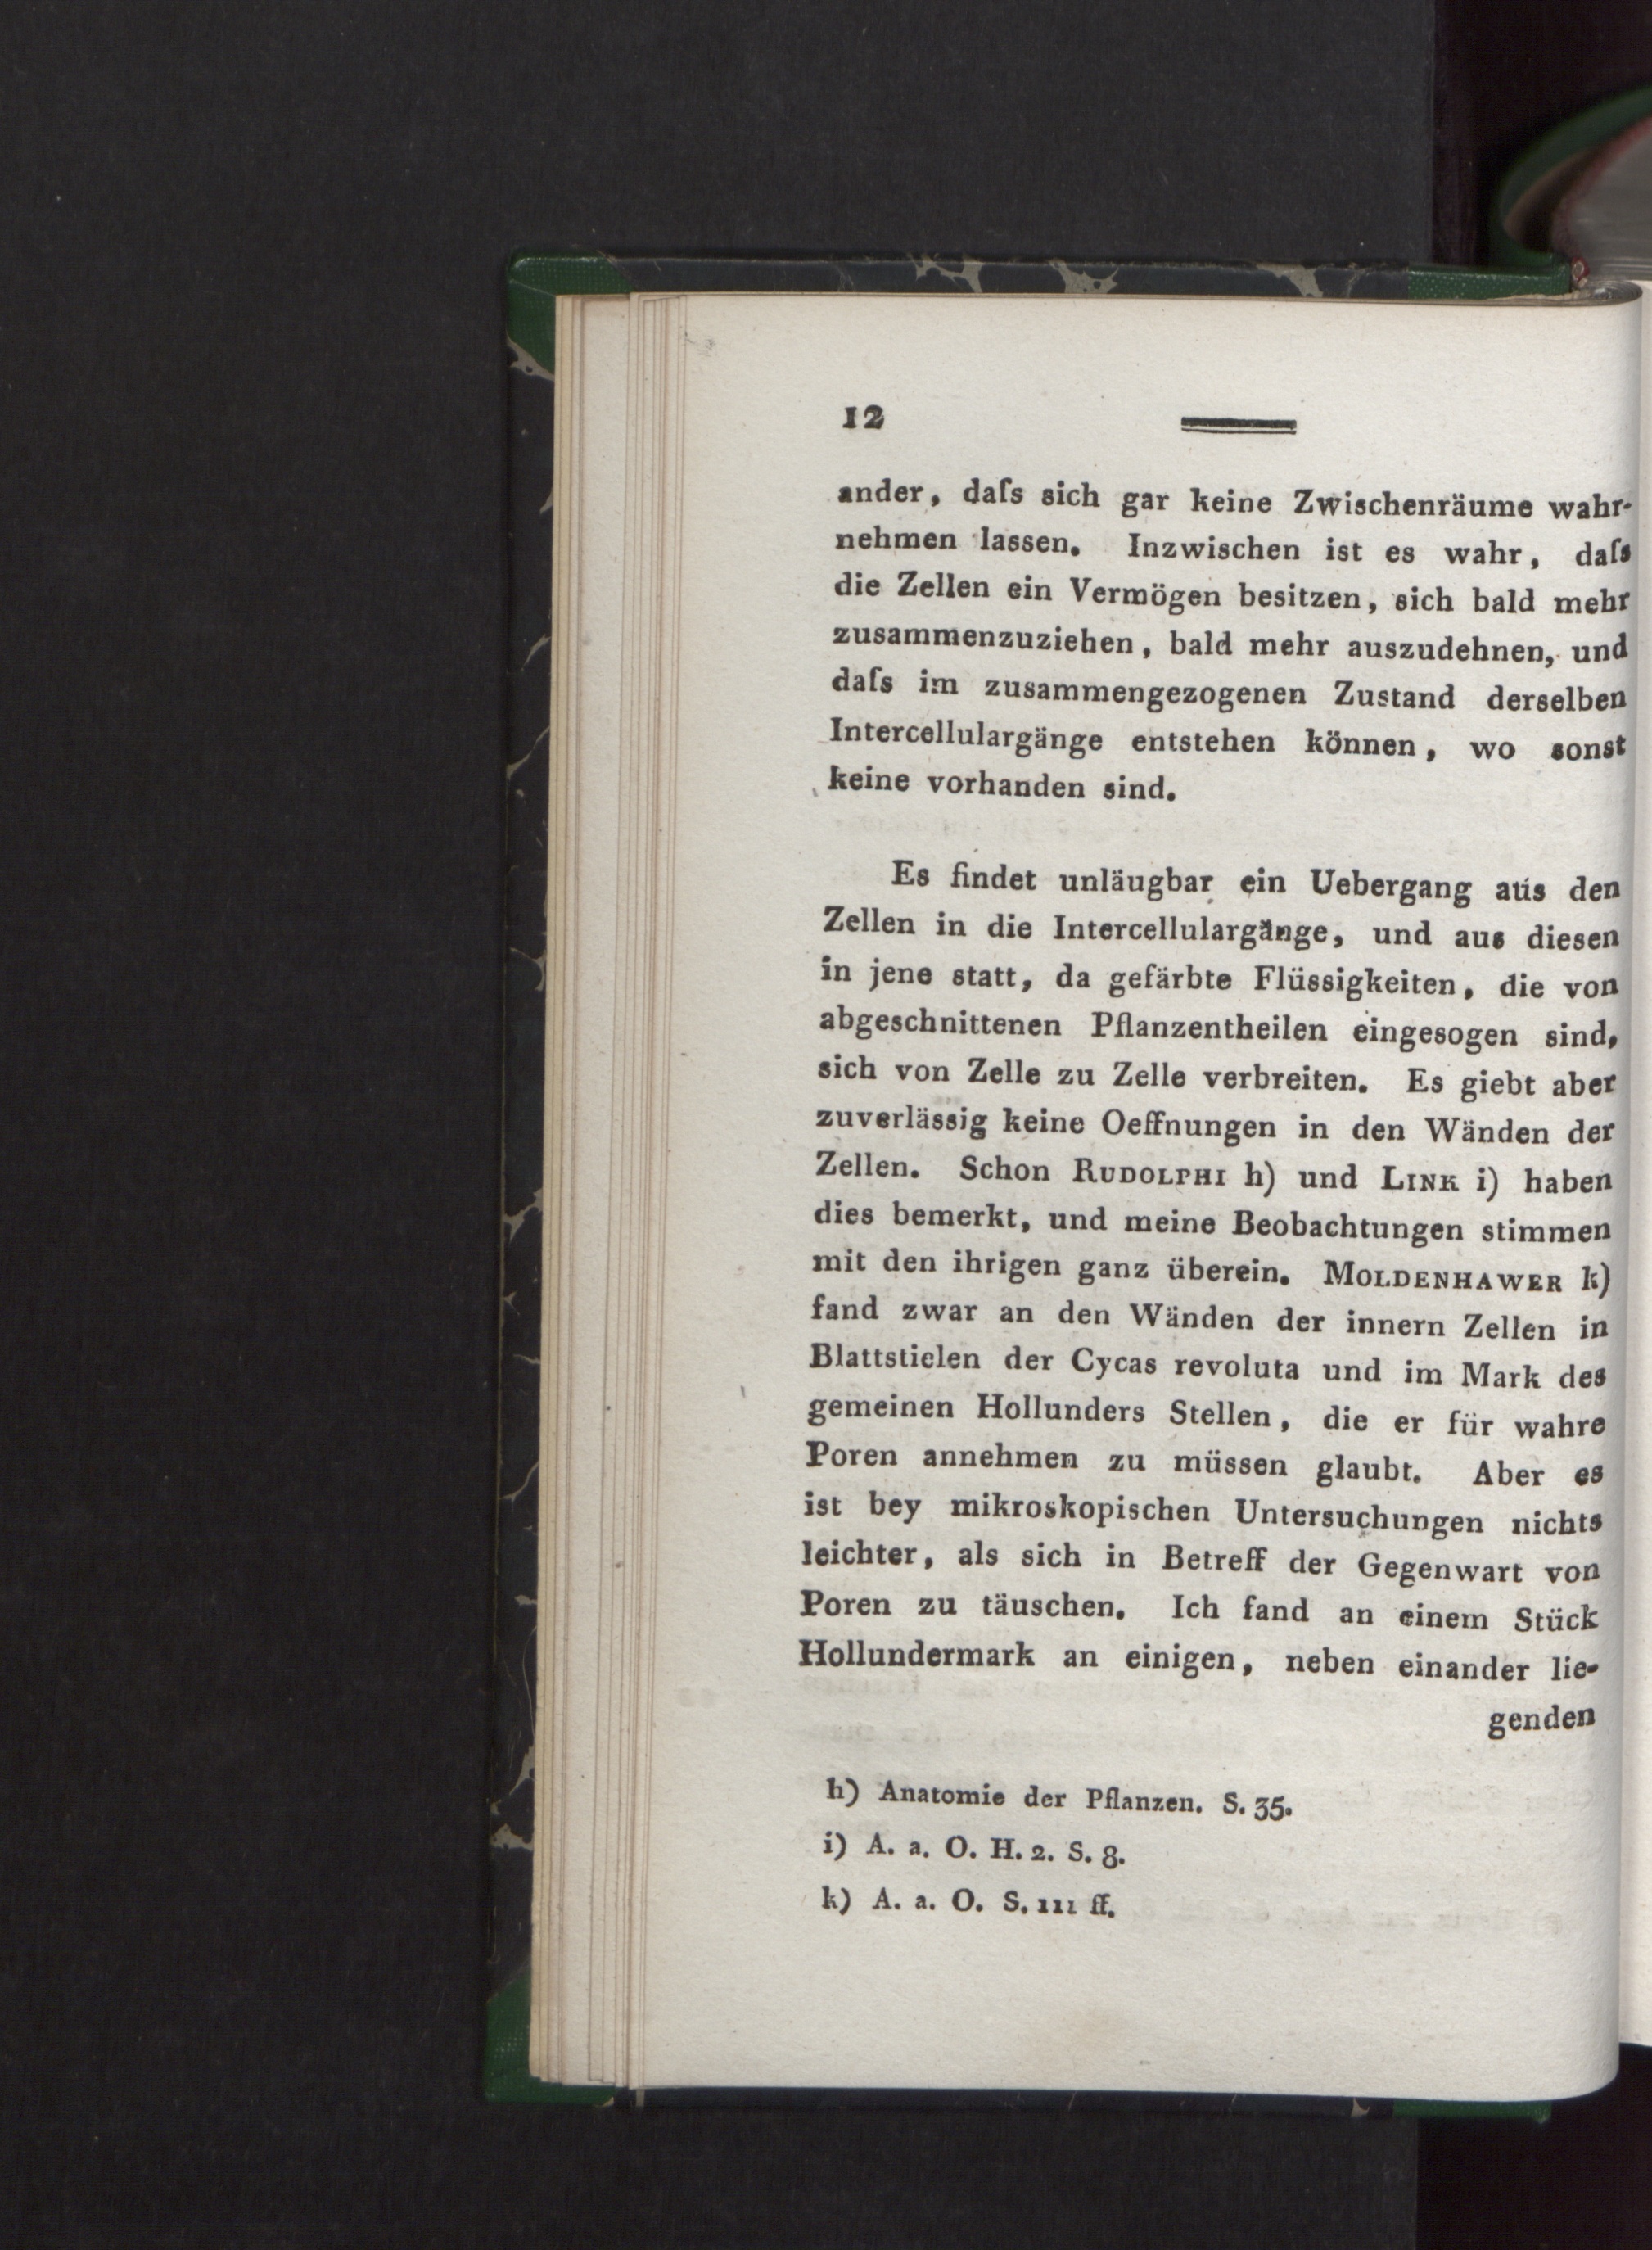 12
ander, daſs sich gar keine Zwischenräume wahr-
nehmen lassen. Inzwischen ist es wahr, daſs
die Zellen ein Vermögen besitzen, sich bald mehr
zusammenzuziehen, bald mehr auszudehnen, und
daſs im zusammengezogenen Zustand derselben
Intercellulargänge entstehen können, wo sonst
keine vorhanden sind.
Es findet unläugbar ein Uebergang aus den
Zellen in die Intercellulargänge, und aus diesen
in jene statt, da gefärbte Flüssigkeiten, die von
abgeschnittenen Pflanzentheilen eingesogen sind,
sich von Zelle zu Zelle verbreiten. Es giebt aber
zuverlässig keine Oeffnungen in den Wänden der
Zellen. Schon RUDOLPHI h) und LINK i) haben
dies bemerkt, und meine Beobachtungen stimmen
mit den ihrigen ganz überein. MOLDENHAWER k)
fand zwar an den Wänden der innern Zellen in
Blattstielen der Cycas revoluta und im Mark des
gemeinen Hollunders Stellen, die er für wahre
Poren annehmen zu müssen glaubt. Aber es
ist bey mikroskopischen Untersuchungen nichts
leichter, als sich in Betreff der Gegenwart von
Poren zu täuschen. Ich fand an einem Stück
Hollundermark an einigen, neben einander lie-
genden
h) Anatomie der Pflanzen. S. 35.
i) A. a. O. H. 2. S. 8.
k) A. a. O. S. 111 ff.